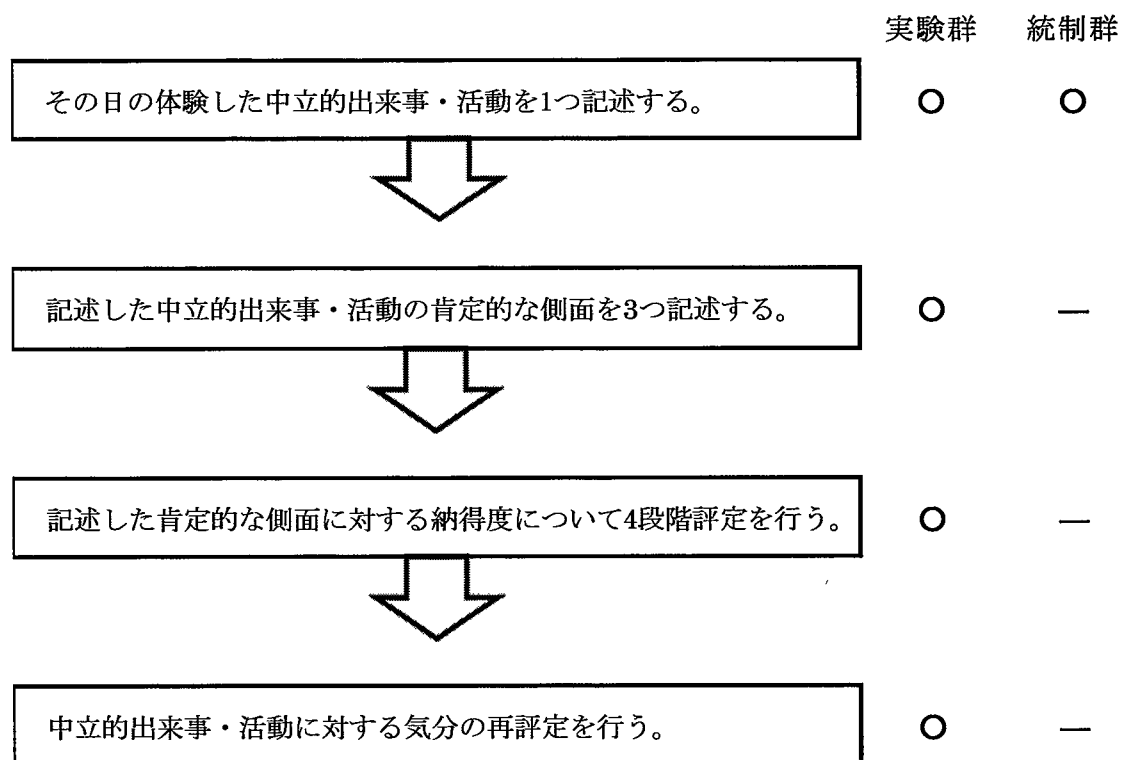 実験群 統制群
その日の体験した中立的出来事・活動を1つ記述する。 ○ ○
記述した中立的出来事・活動の肯定的な側面を3つ記述する。 ○ —
記述した肯定的な側面に対する納得度について4段階評定を行う。 ○ —
中立的出来事・活動に対する気分の再評定を行う。 ○ —